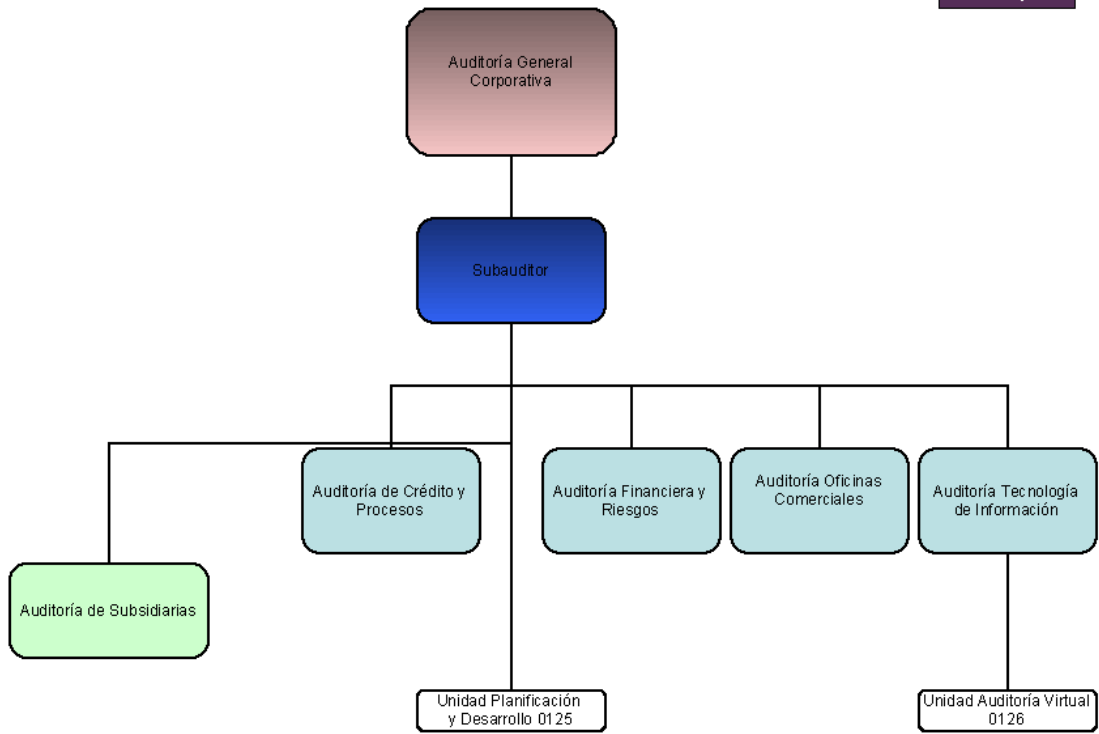 Auditoría General
Corporativa
Subauditor
Auditoría de Crédito y
Procesos
Auditoría Financiera y
Riesgos
Auditoría Oficinas
Comerciales
Auditoría Tecnología
de Información
Auditoría de Subsidiarias
Unidad Planificación
y Desarrollo 0125
Unidad Auditoría Virtual
0126